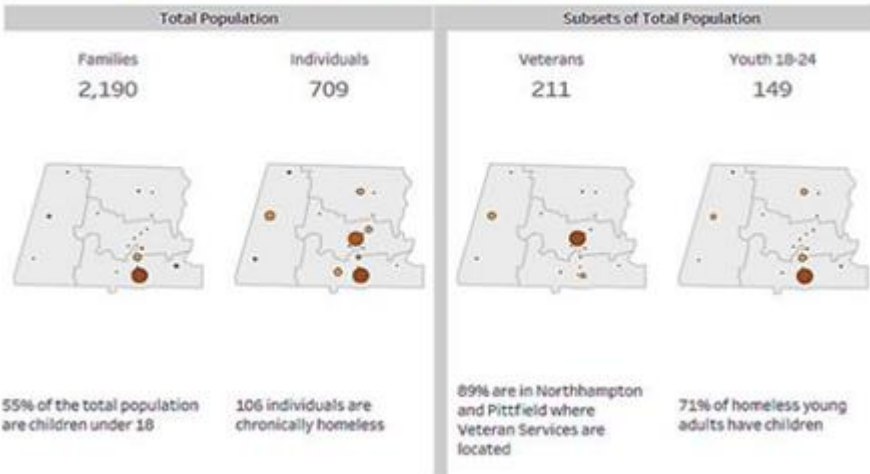 Total Population
Subsets of Total Population
Families
Individuals
Veterans
Youth 18-24
2,190
709
211
149
55% of the total population
are children under 18
106 individuals are
chronically homeless
89% are in Northhampton
and Pittfield where
Veteran Services are
located
71% of homeless young
adults have children